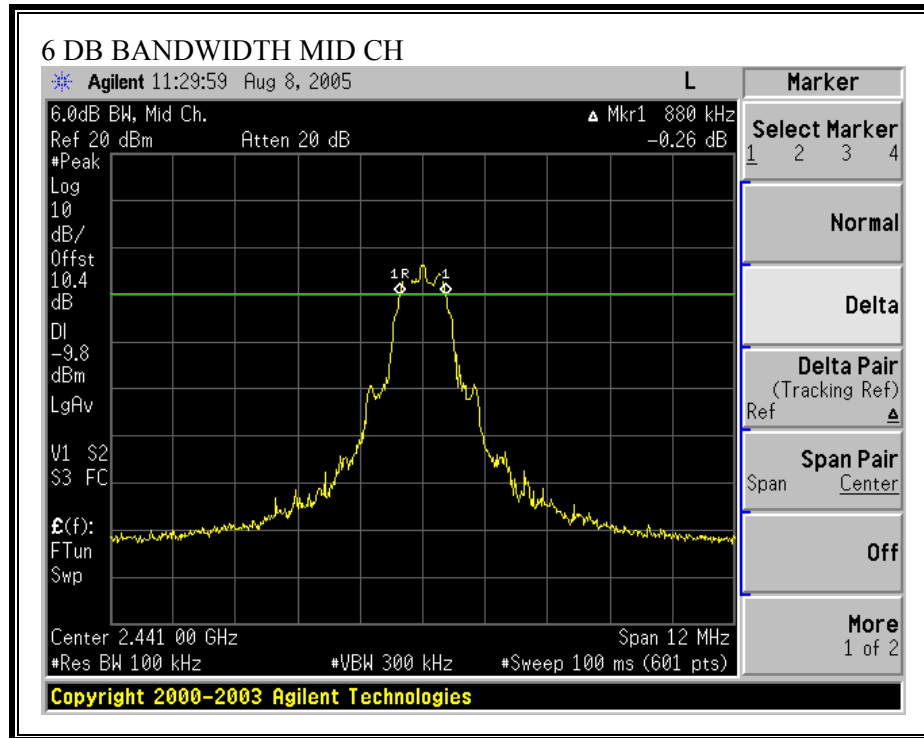 6 DB BANDWIDTH MID CH
Agilent 11:29:59 Aug 8, 2005 L
6.0dB BW, Mid Ch. Δ Mkr1 880 kHz
Ref 20 dBm Atten 20 dB -0.26 dB
#Peak
Log
10
dB/
Offst
10.4
dB
DI
-9.8
dBm
LgAv
V1 S2
S3 FC
£(f):
FTun
Swp
1R 1
Center 2.441 00 GHz Span 12 MHz
#Res BW 100 kHz #VBW 300 kHz #Sweep 100 ms (601 pts)
Copyright 2000-2003 Agilent Technologies
Marker
Select Marker
1 2 3 4
Normal
Delta
Delta Pair
(Tracking Ref)
Ref Δ
Span Pair
Span Center
Off
More
1 of 2